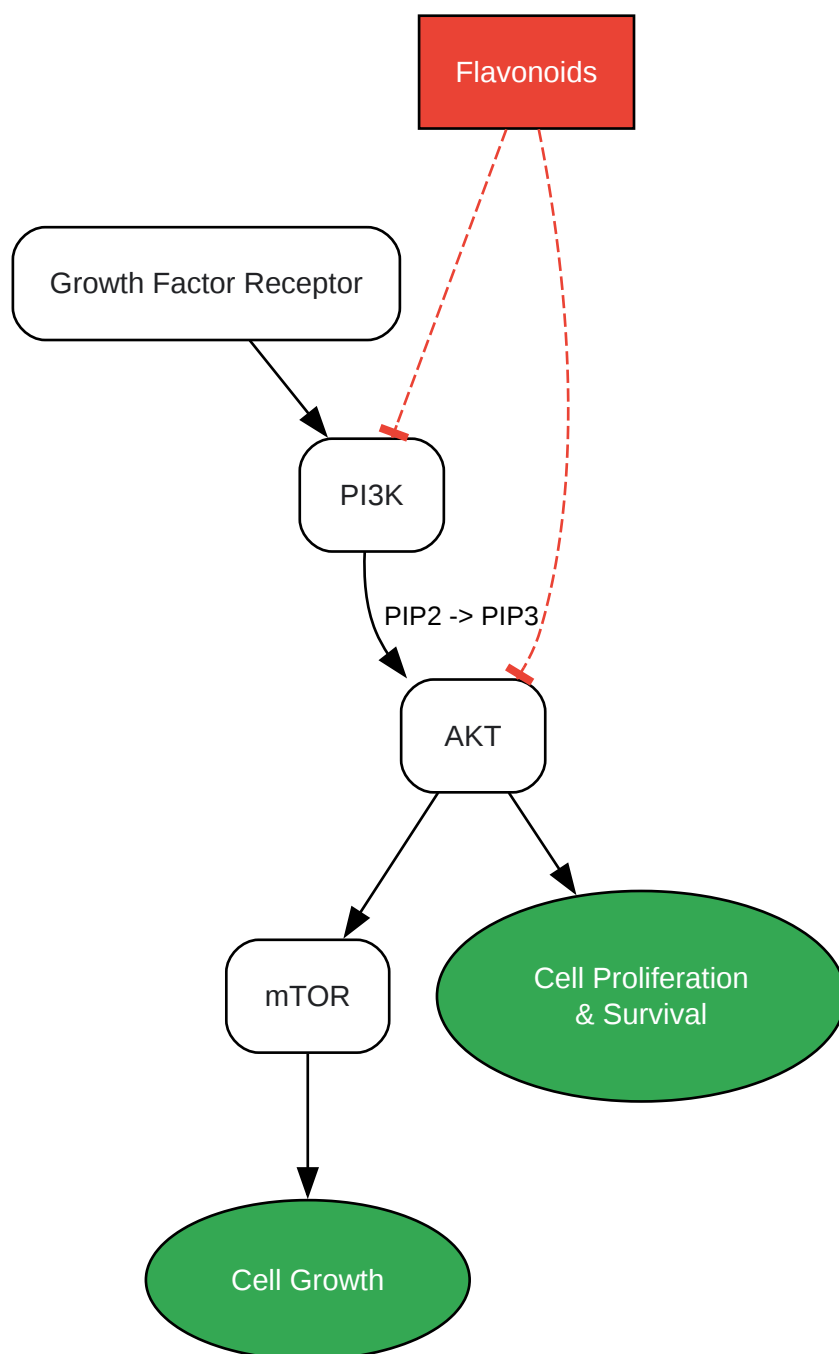 Flavonoids
Growth Factor Receptor
PI3K
PIP2 -> PIP3
AKT
mTOR
Cell Proliferation
& Survival
Cell Growth